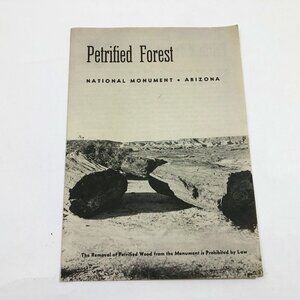 Petrified Forest
NATIONAL MONUMENT • ARIZONA
The Removal of Petrified Wood from the Monument is Prohibited by Law